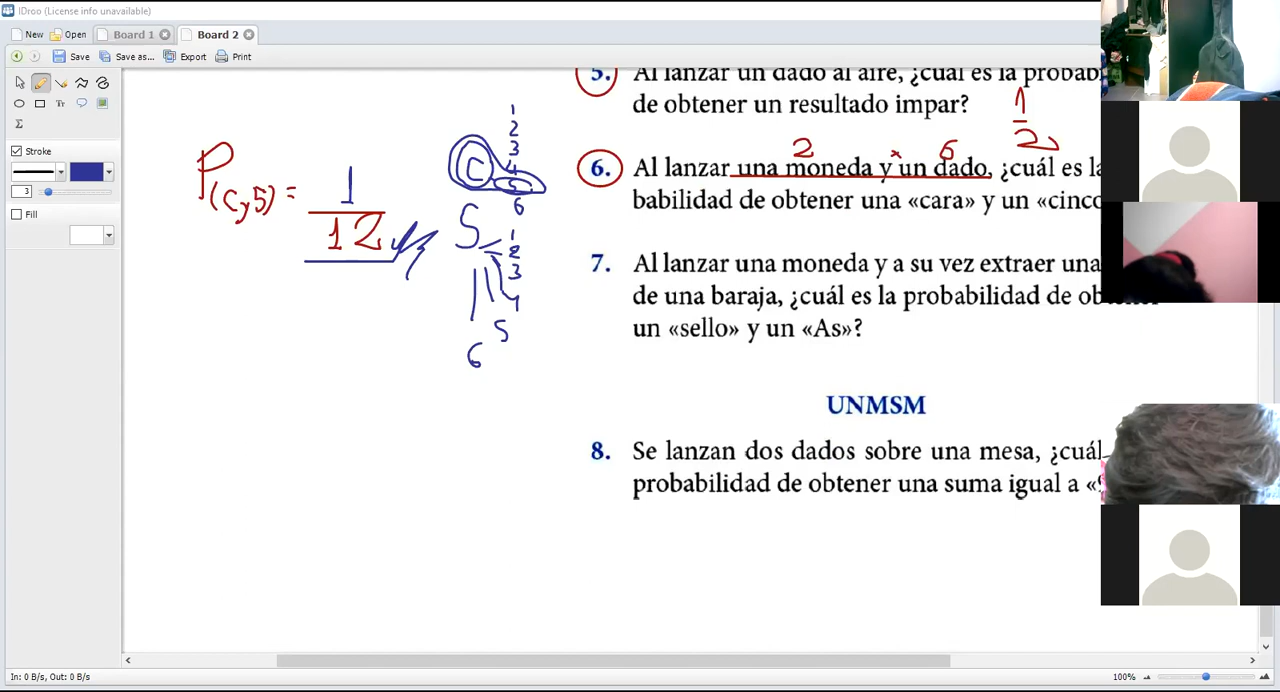 IDroo (License info unavailable)
New Open Board 1 Board 2
Save Save as... Export Print
Tr
Σ
Stroke
3
Fill
P(C y 5) = 1/12
C
1
2
3
4
5
6
S
1
2
3
4
5
6
5. Al lanzar un dado al aire, ¿cuál es la probab
de obtener un resultado impar?
1/2
2 x 6
6. Al lanzar una moneda y un dado, ¿cuál es la
babilidad de obtener una «cara» y un «cinco
7. Al lanzar una moneda y a su vez extraer una
de una baraja, ¿cuál es la probabilidad de ob
un «sello» y un «As»?
UNMSM
8. Se lanzan dos dados sobre una mesa, ¿cuál
probabilidad de obtener una suma igual a «
In: 0 B/s, Out: 0 B/s
100%